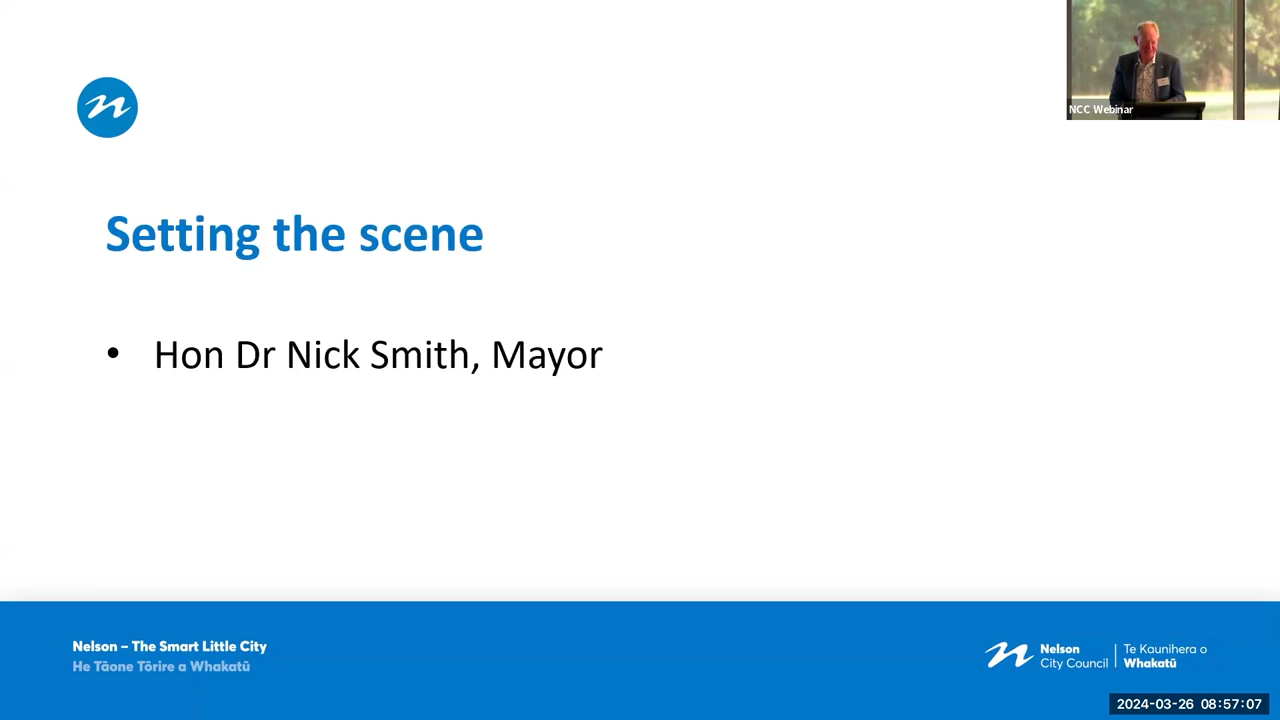 NCC Webinar
Setting the scene
• Hon Dr Nick Smith, Mayor
Nelson – The Smart Little City
He Tāone Tōrire a Whakatū
Nelson
City Council
Te Kaunihera o
Whakatū
2024-03-26 08:57:07